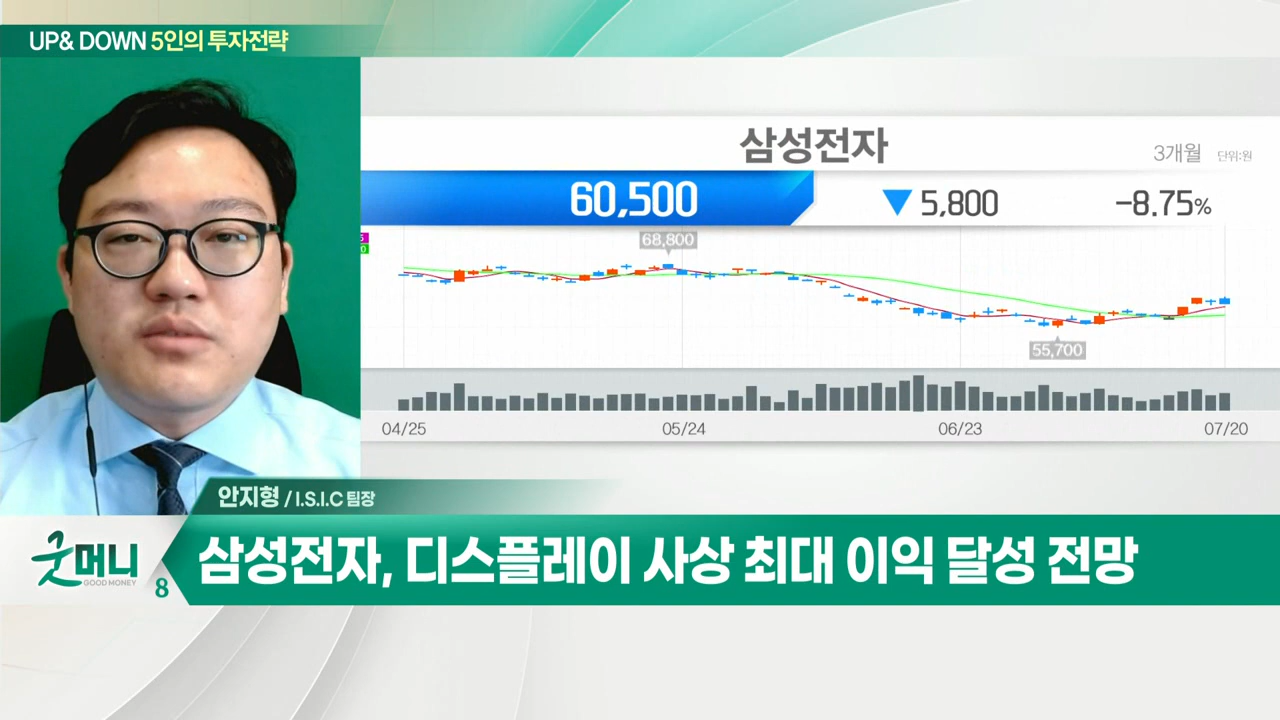 UP& DOWN 5인의 투자전략
삼성전자
3개월 단위:원
60,500 ▼ 5,800 -8.75%
68,800
55,700
04/25 05/24 06/23 07/20
안지형 / I.S.I.C 팀장
굿머니
GOOD MONEY
8
삼성전자, 디스플레이 사상 최대 이익 달성 전망